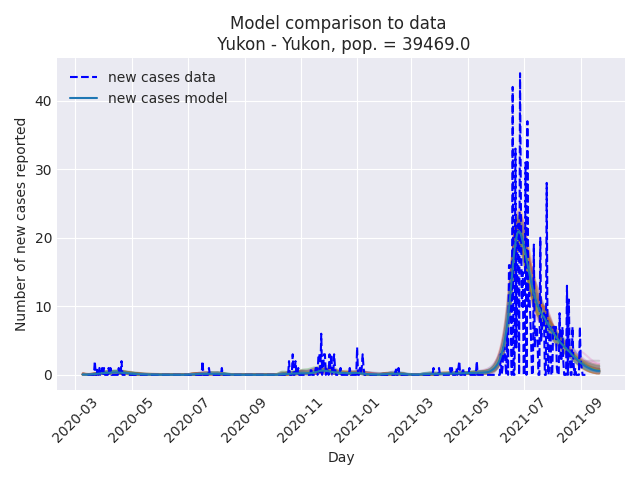 Model comparison to data
Yukon - Yukon, pop. = 39469.0
new cases data
new cases model
Number of new cases reported
40
30
20
10
0
2020-03
2020-05
2020-07
2020-09
2020-11
2021-01
2021-03
2021-05
2021-07
2021-09
Day